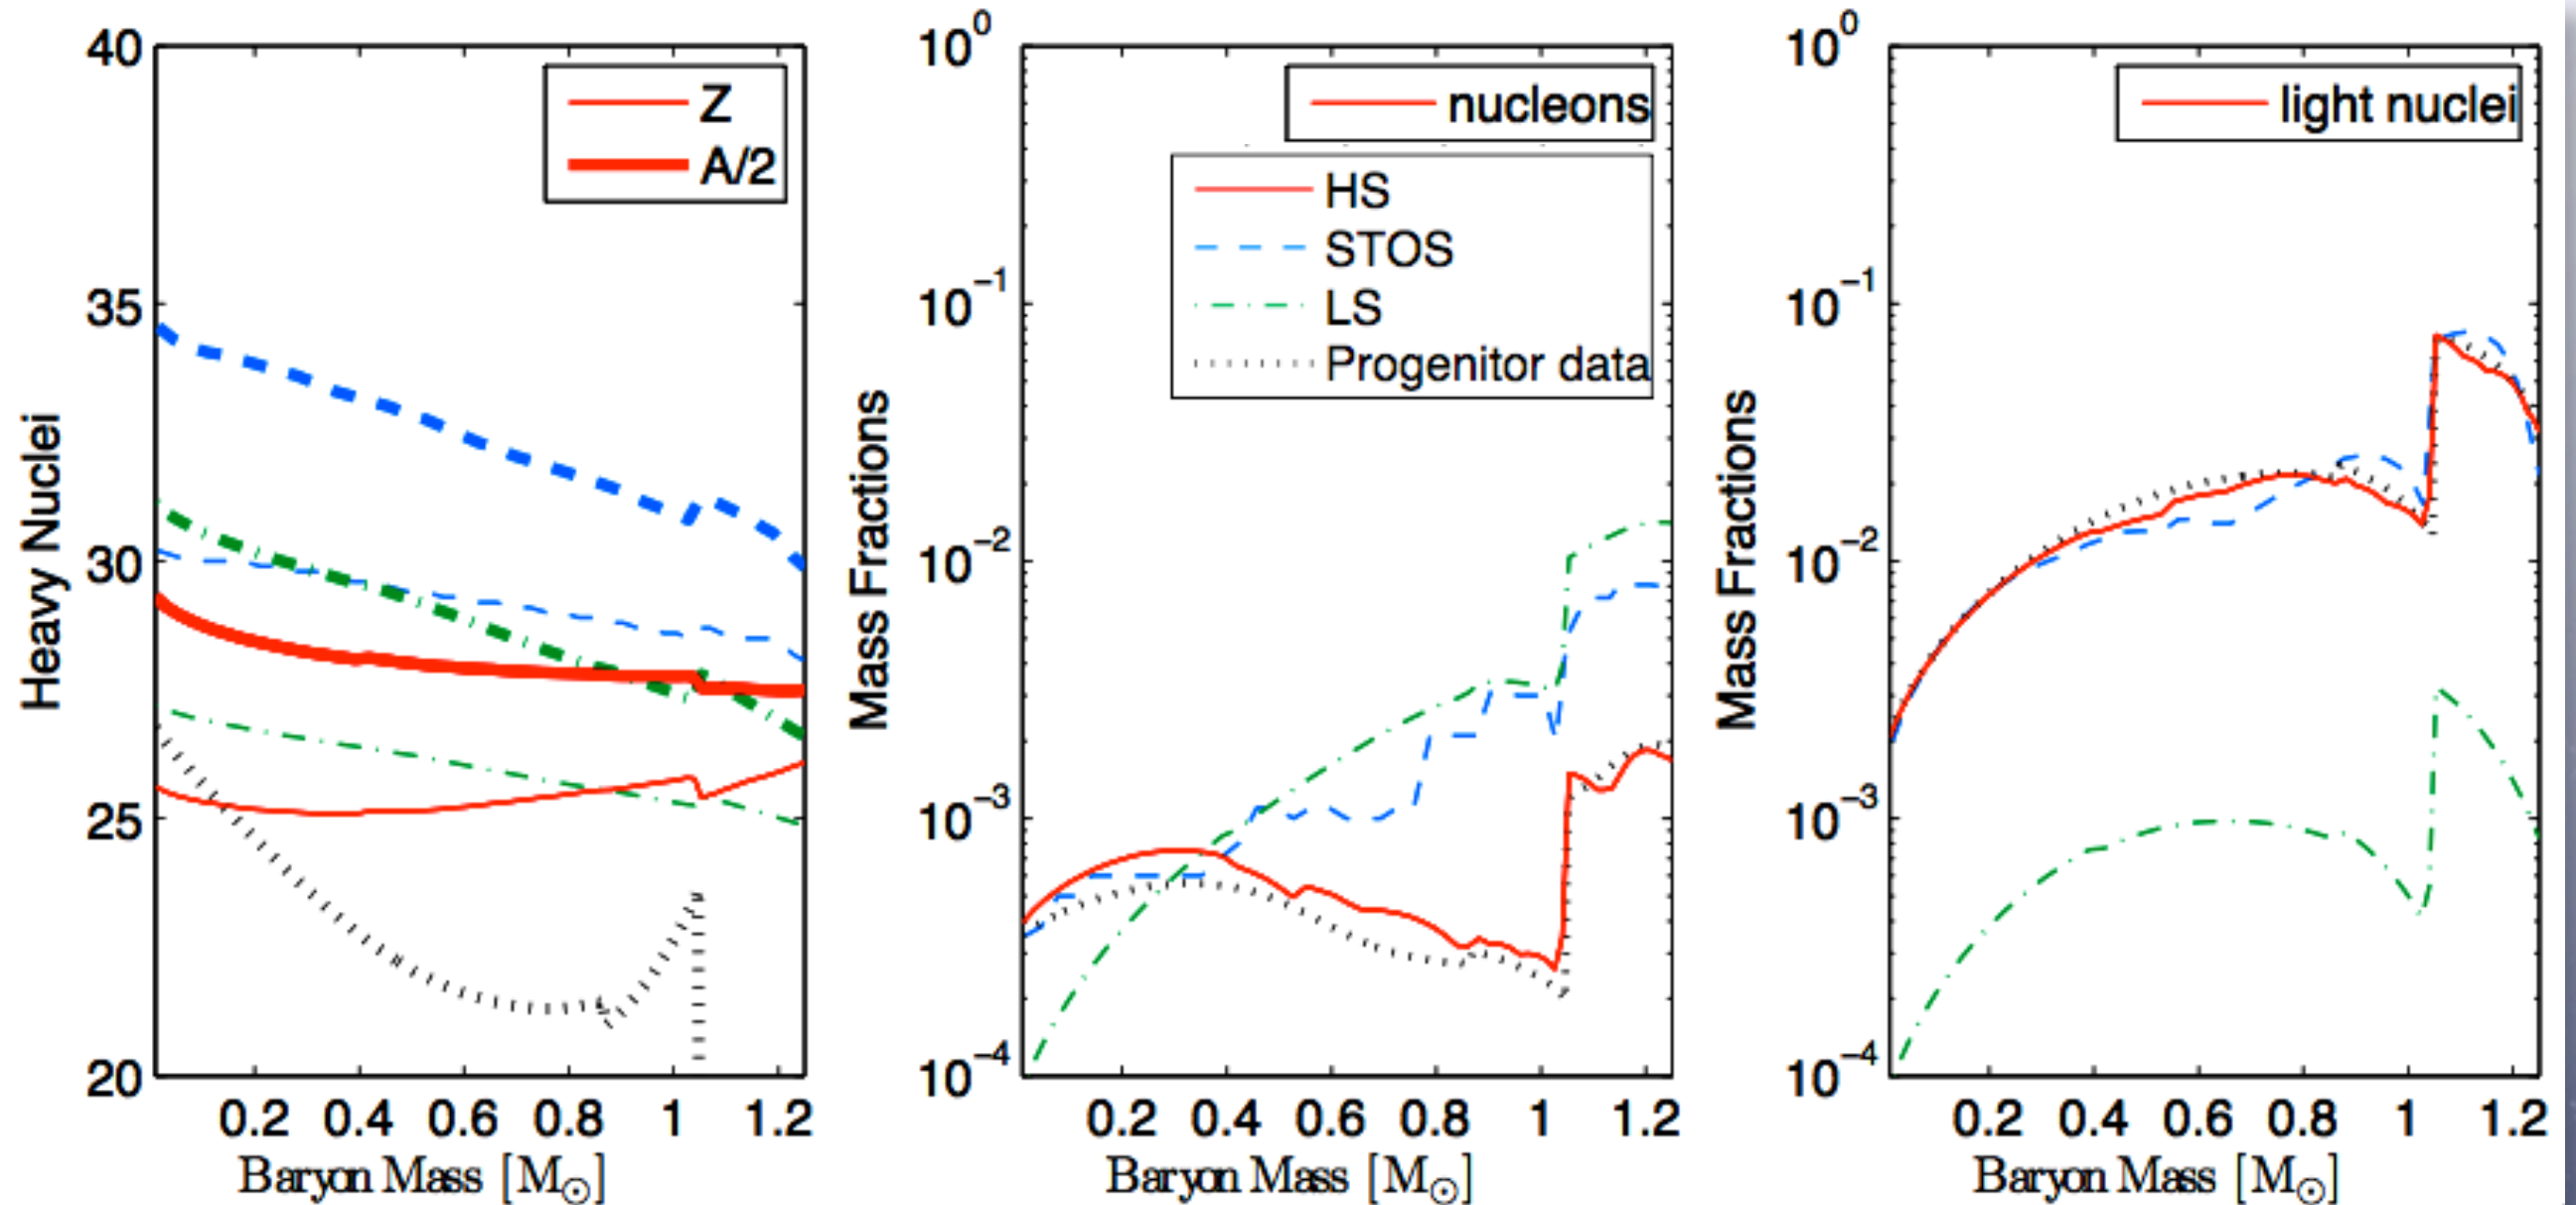 Heavy Nuclei
40
35
30
25
20
Z
A/2
0.2 0.4 0.6 0.8 1 1.2
Baryon Mass [M⊙]
Mass Fractions
10⁰
10⁻¹
10⁻²
10⁻³
10⁻⁴
nucleons
HS
STOS
LS
Progenitor data
0.2 0.4 0.6 0.8 1 1.2
Baryon Mass [M⊙]
Mass Fractions
10⁰
10⁻¹
10⁻²
10⁻³
10⁻⁴
light nuclei
0.2 0.4 0.6 0.8 1 1.2
Baryon Mass [M⊙]